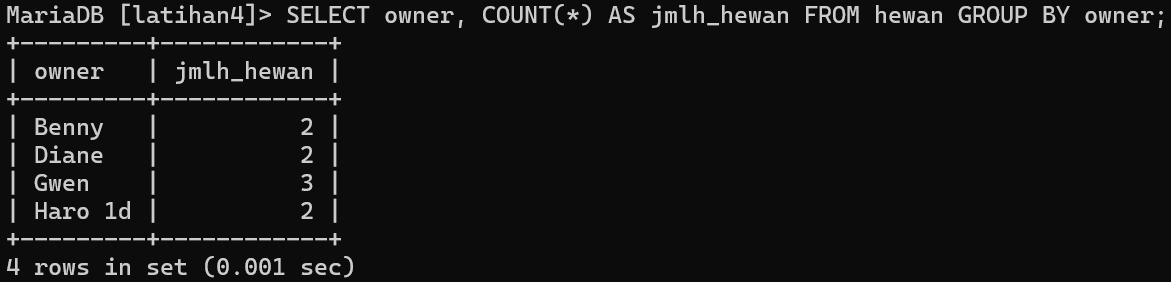 MariaDB [latihan4]> SELECT owner, COUNT(*) AS jmlh_hewan FROM hewan GROUP BY owner;
+---------+------------+
| owner   | jmlh_hewan |
+---------+------------+
| Benny   |          2 |
| Diane   |          2 |
| Gwen    |          3 |
| Haro 1d |          2 |
+---------+------------+
4 rows in set (0.001 sec)